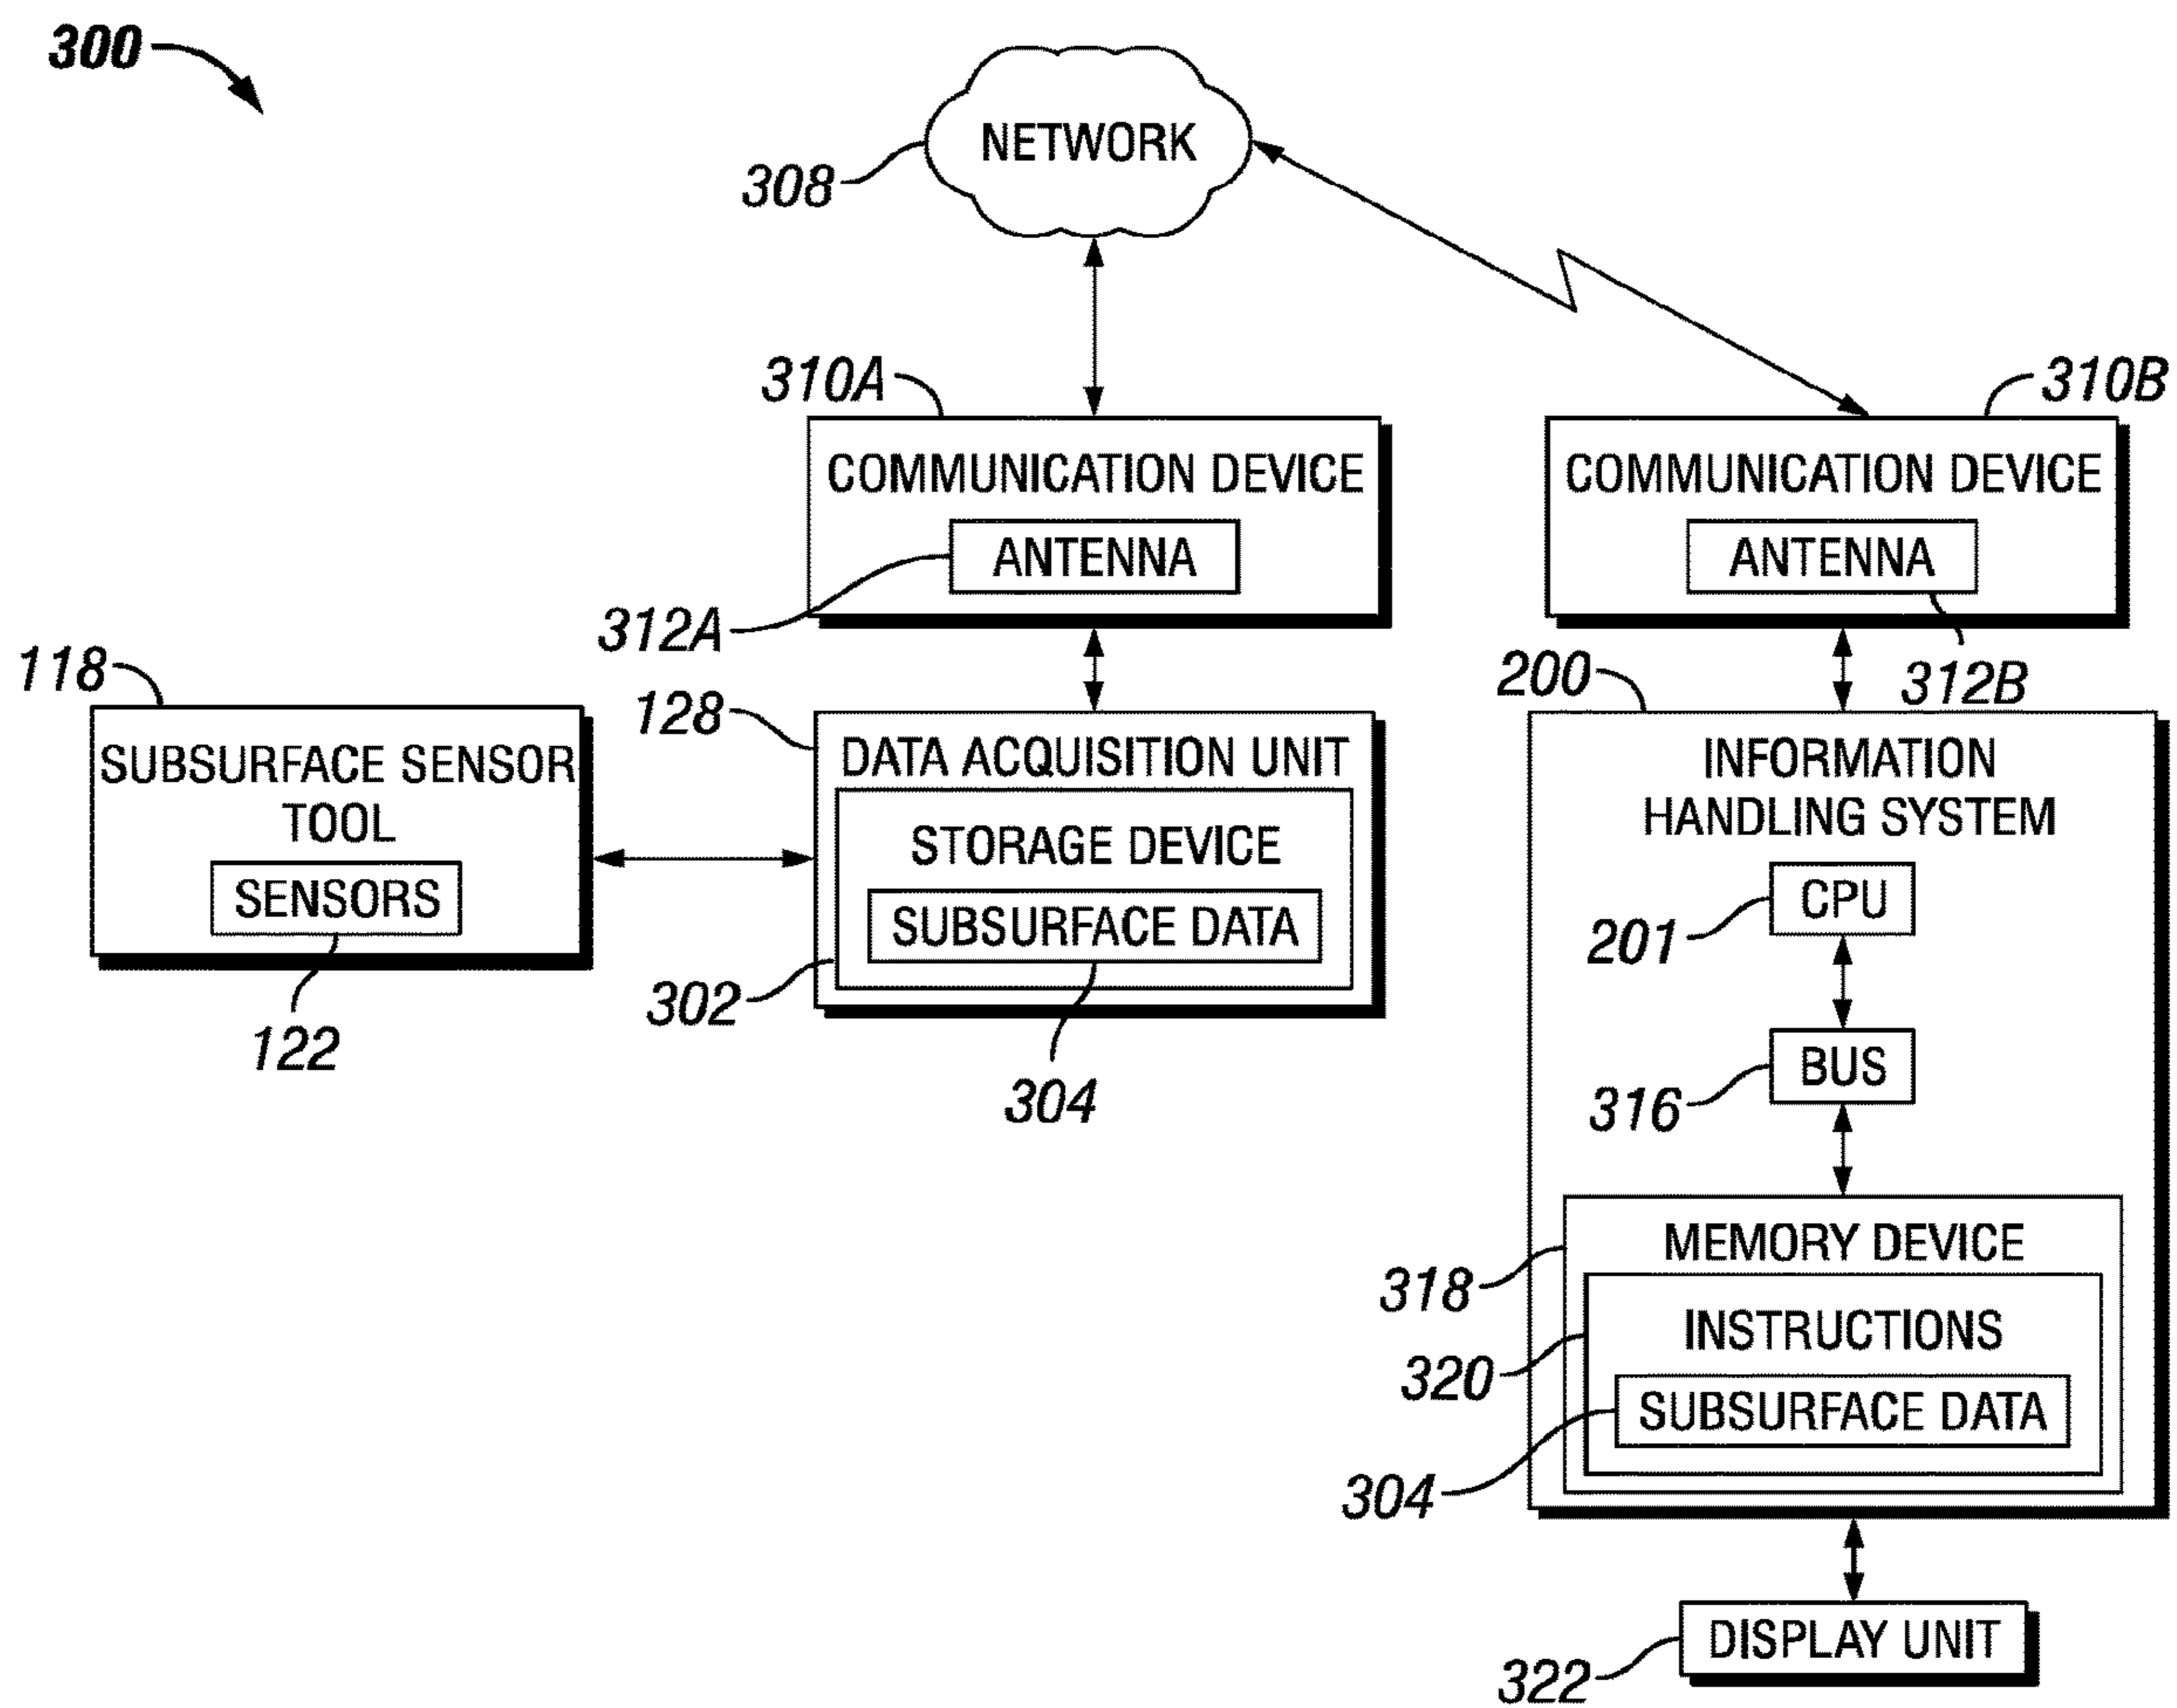 300
NETWORK
308
310A
310B
COMMUNICATION DEVICE
ANTENNA
312A
COMMUNICATION DEVICE
ANTENNA
312B
118
SUBSURFACE SENSOR
TOOL
SENSORS
122
128
DATA ACQUISITION UNIT
STORAGE DEVICE
SUBSURFACE DATA
302
304
200
INFORMATION
HANDLING SYSTEM
CPU
201
BUS
316
MEMORY DEVICE
318
INSTRUCTIONS
320
SUBSURFACE DATA
304
DISPLAY UNIT
322